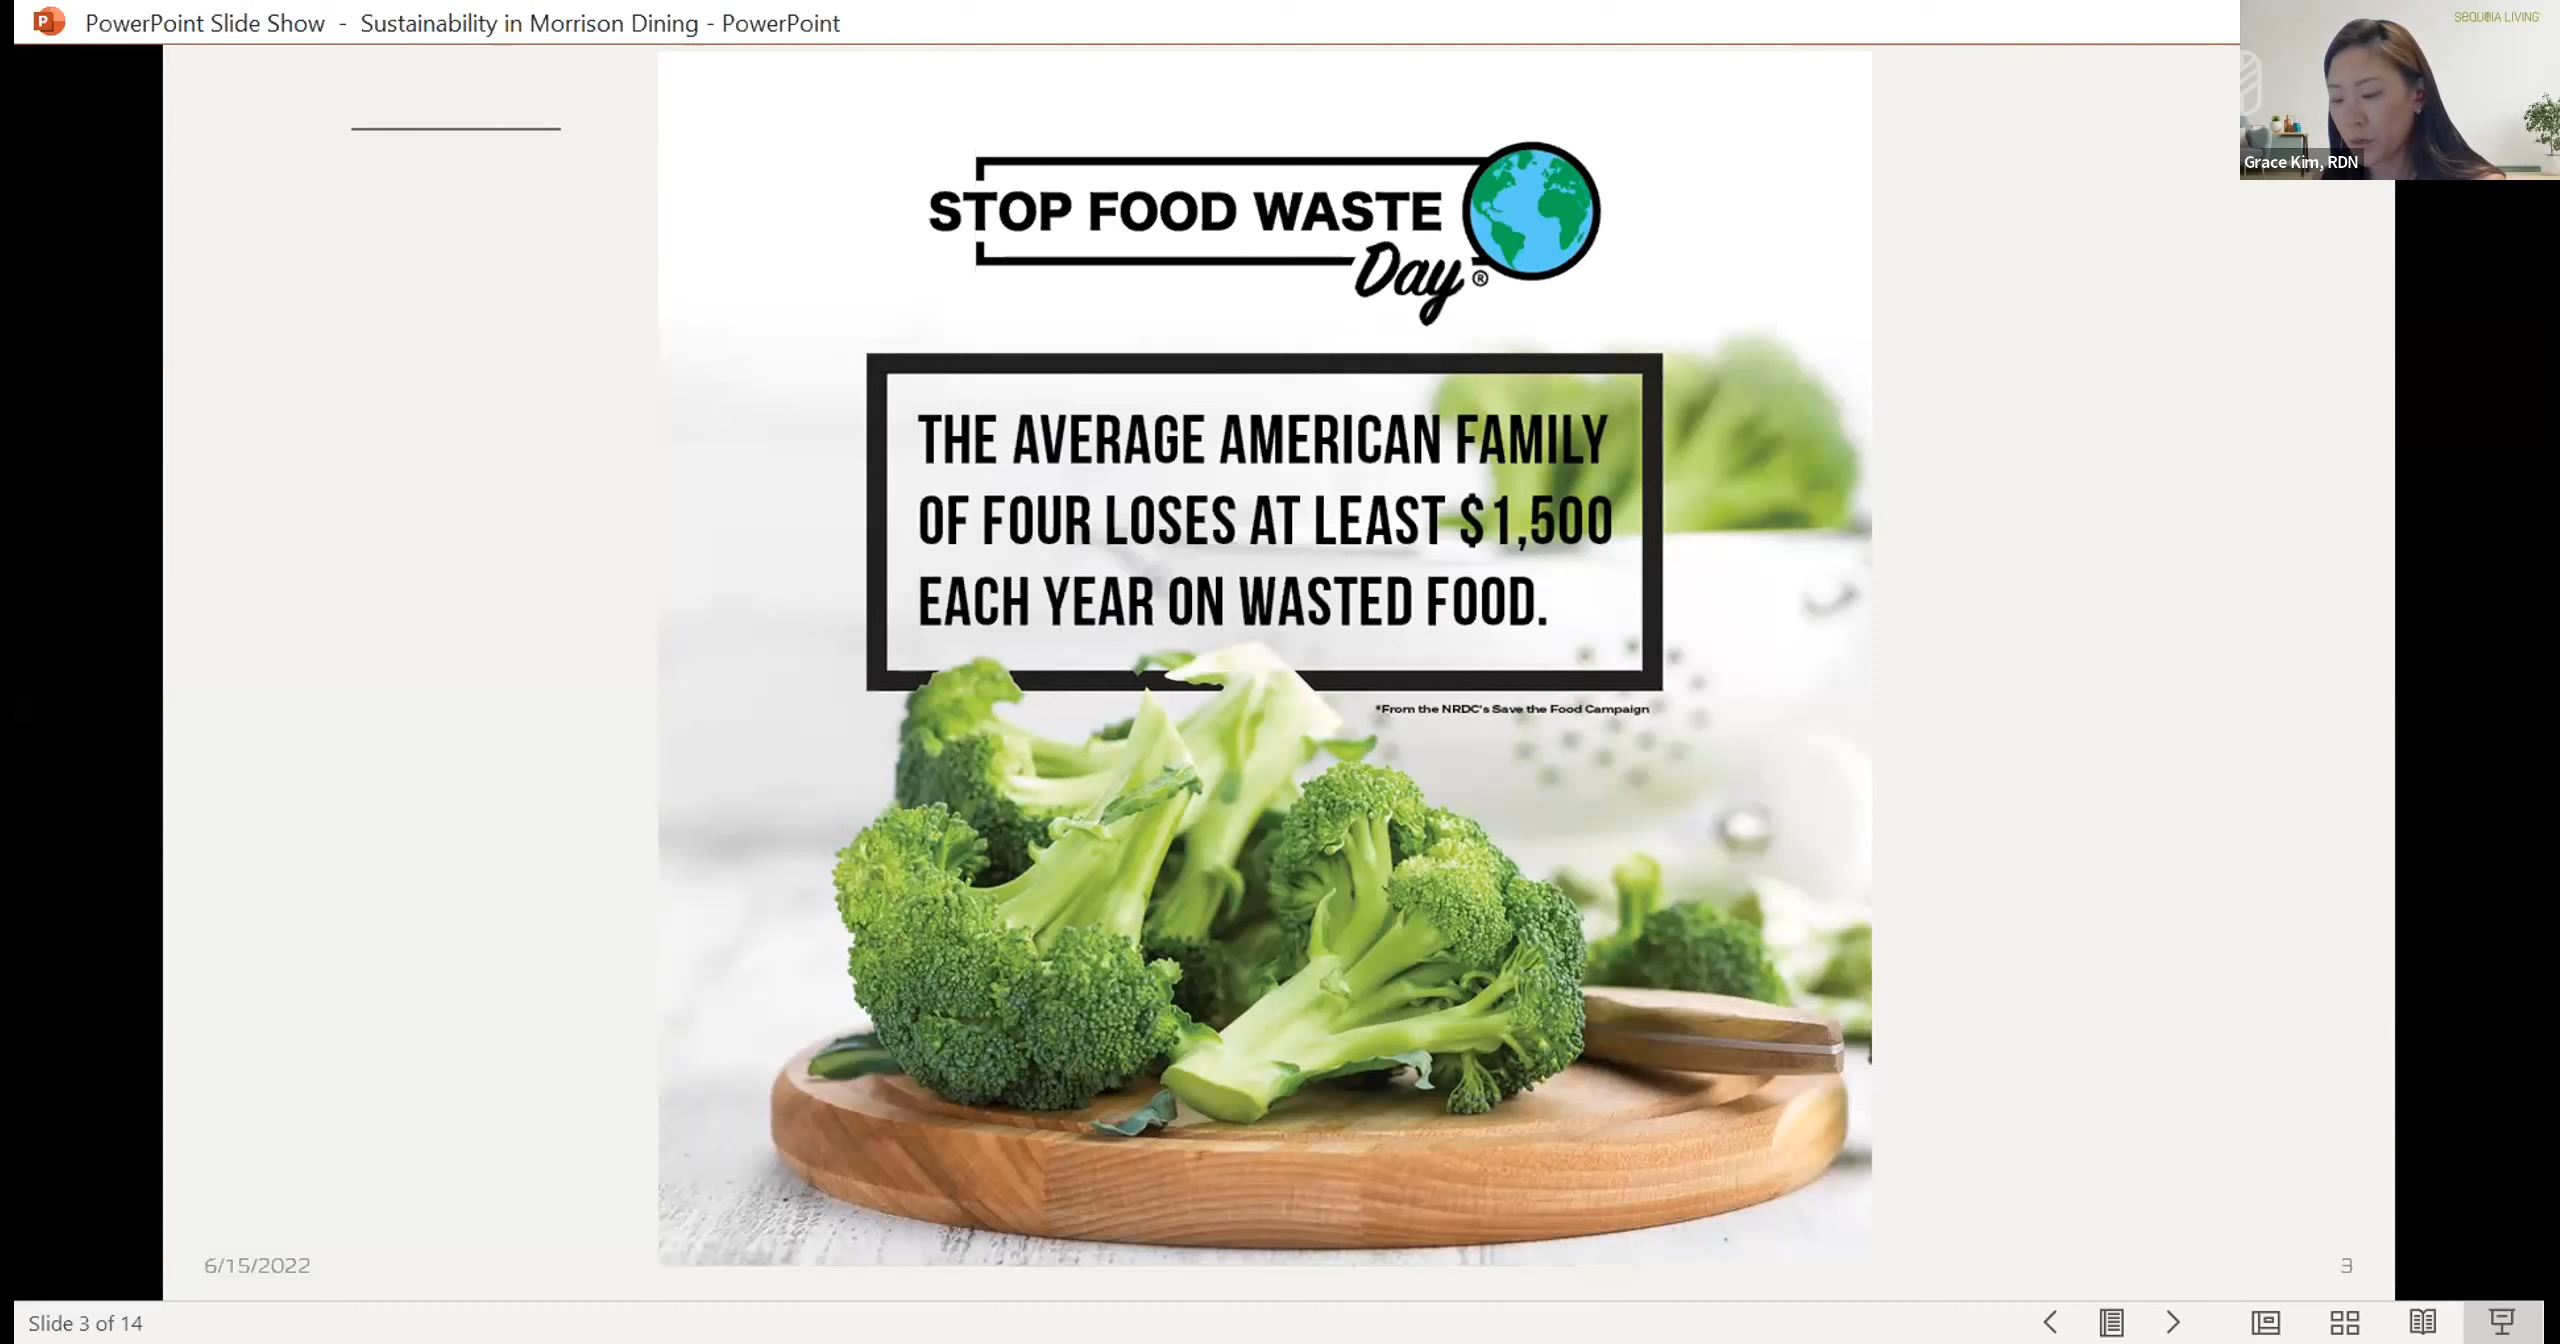 PowerPoint Slide Show - Sustainability in Morrison Dining - PowerPoint
SEQUOIA LIVING
Grace Kim, RDN
STOP FOOD WASTE
Day®
THE AVERAGE AMERICAN FAMILY
OF FOUR LOSES AT LEAST $1,500
EACH YEAR ON WASTED FOOD.
*From the NRDC's Save the Food Campaign
6/15/2022
3
Slide 3 of 14